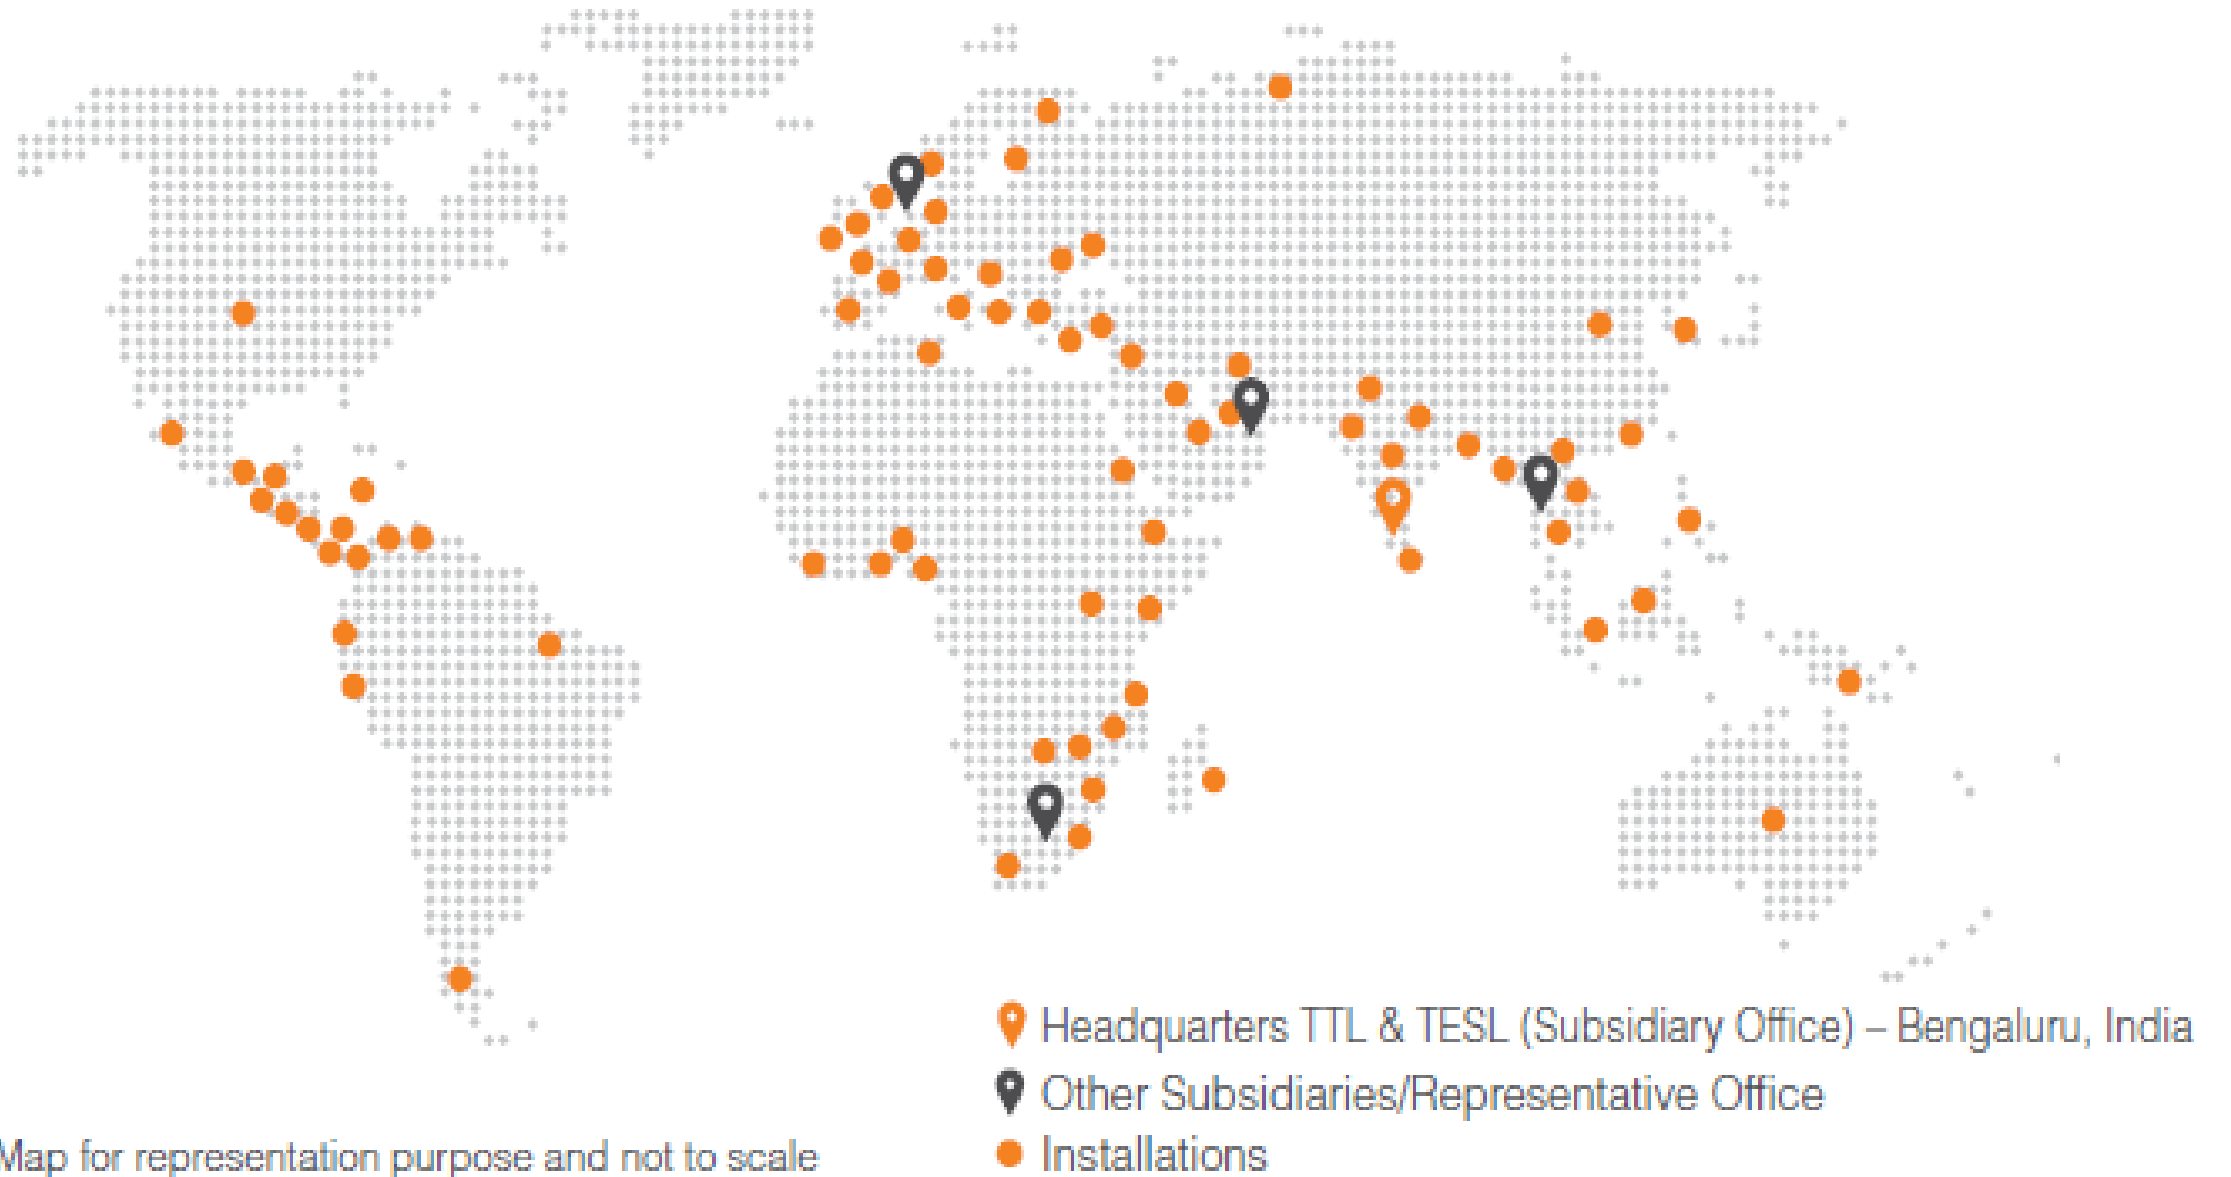 Headquarters TTL & TESL (Subsidiary Office) – Bengaluru, India
Other Subsidiaries/Representative Office
Installations
Map for representation purpose and not to scale